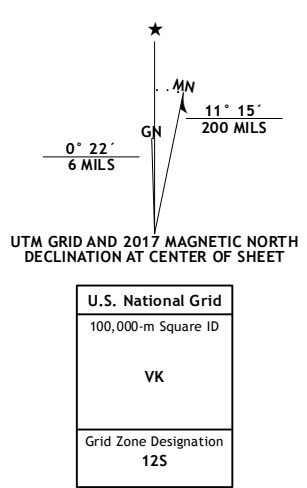 ★
MN
GN
11° 15´
200 MILS
0° 22´
6 MILS
UTM GRID AND 2017 MAGNETIC NORTH
DECLINATION AT CENTER OF SHEET
U.S. National Grid
100,000-m Square ID
VK
Grid Zone Designation
12S